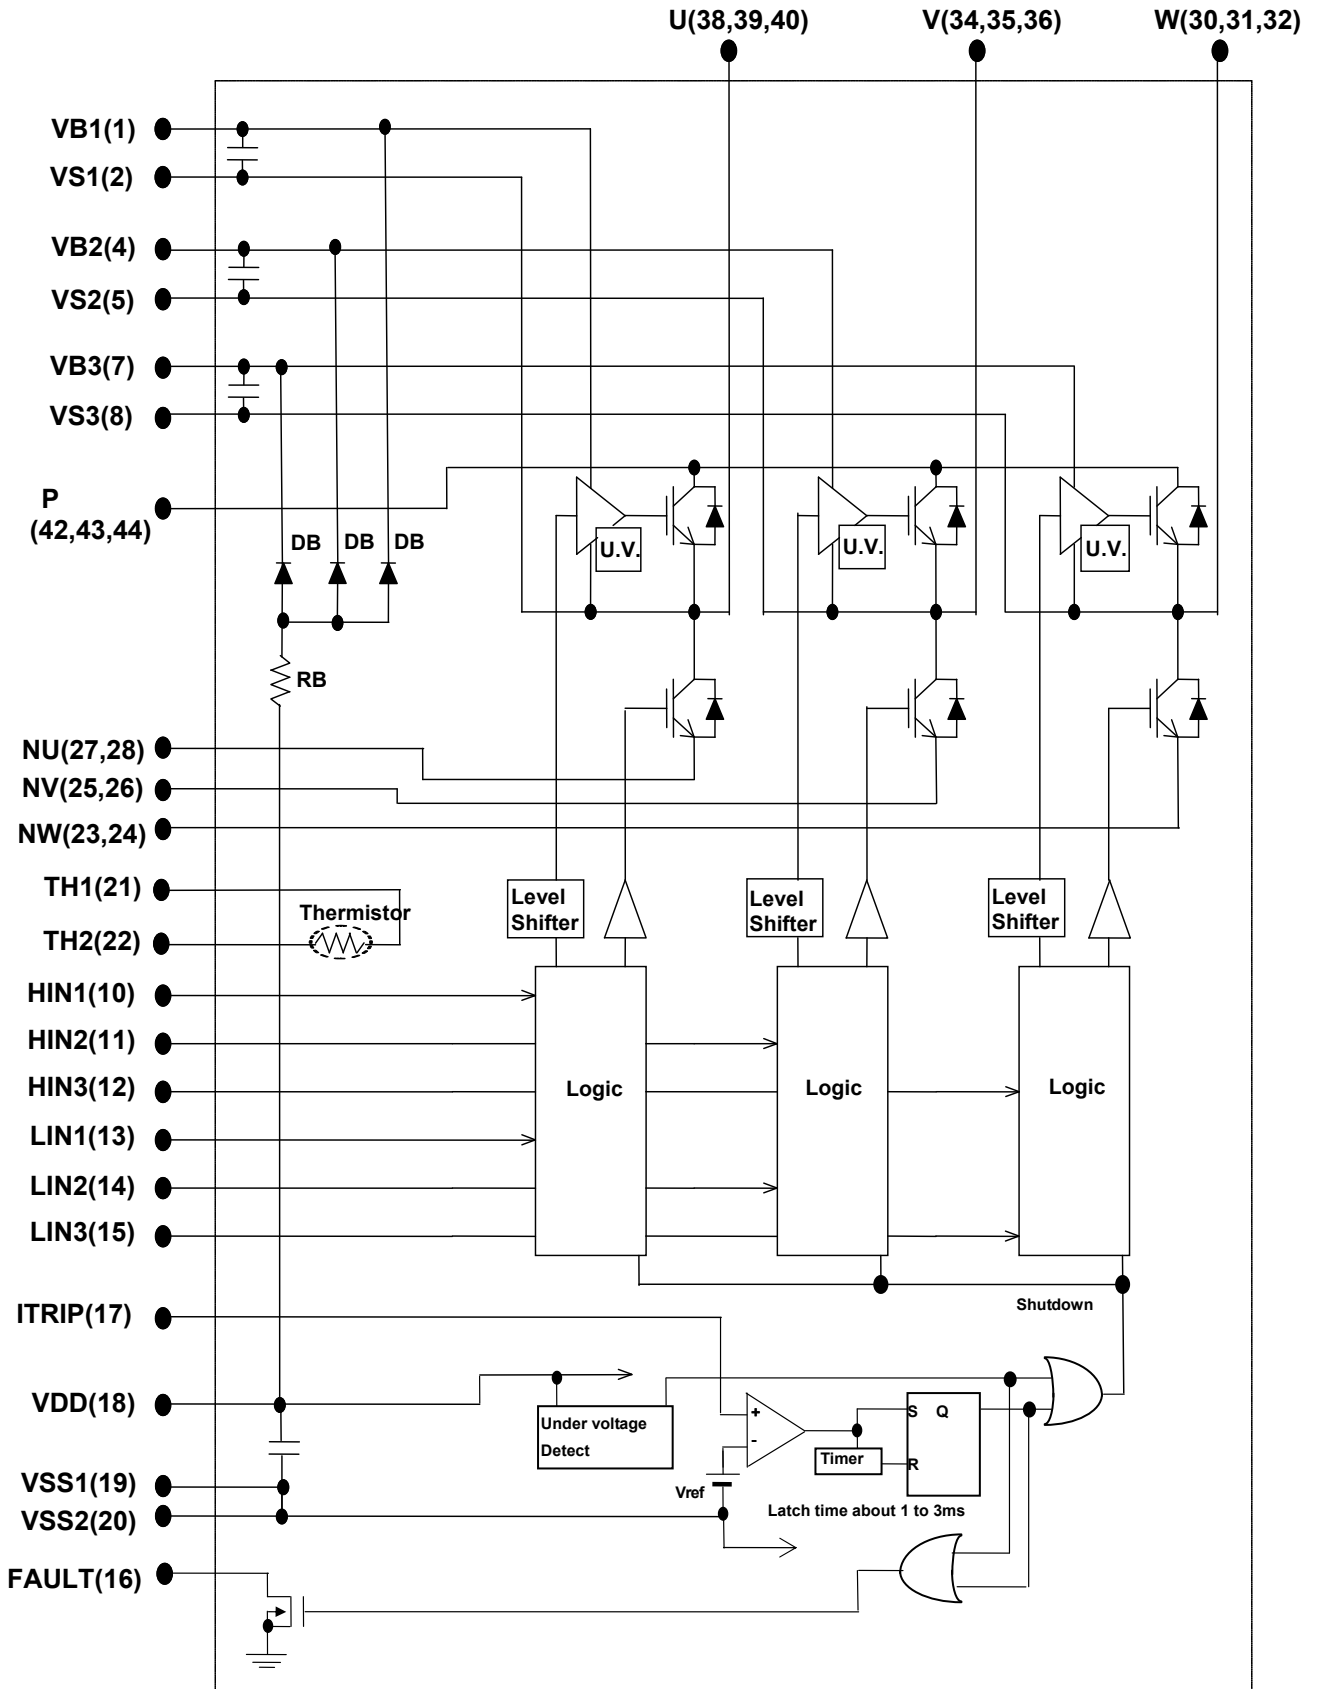 U(38,39,40) V(34,35,36) W(30,31,32)
VB1(1)
VS1(2)
VB2(4)
VS2(5)
VB3(7)
VS3(8)
P
(42,43,44)
DB DB DB
U.V. U.V. U.V.
RB
NU(27,28)
NV(25,26)
NW(23,24)
TH1(21)
Thermistor
TH2(22)
Level
Shifter
Level
Shifter
Level
Shifter
HIN1(10)
HIN2(11)
HIN3(12)
Logic Logic Logic
LIN1(13)
LIN2(14)
LIN3(15)
Shutdown
ITRIP(17)
VDD(18)
Under voltage
Detect
+
-
S Q
R
Timer
Vref
Latch time about 1 to 3ms
VSS1(19)
VSS2(20)
FAULT(16)